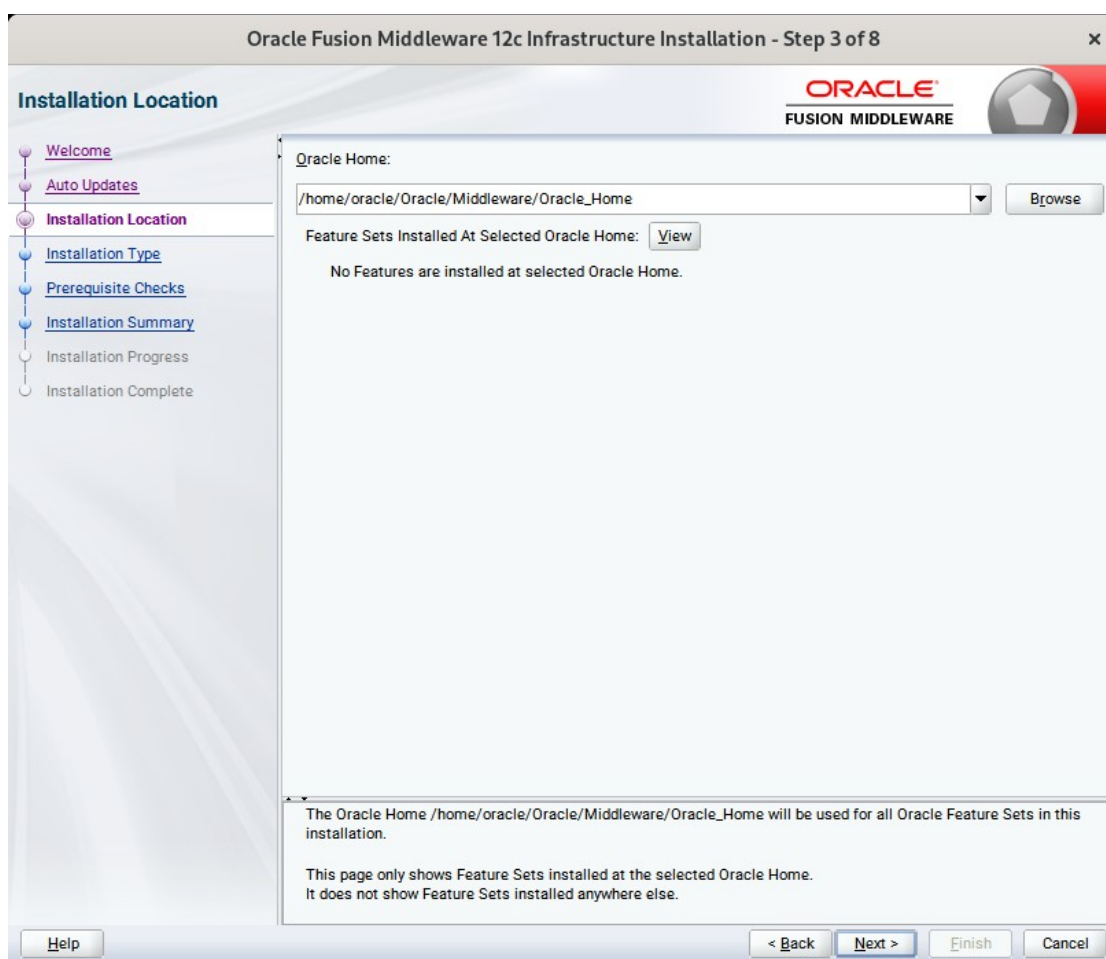 Oracle Fusion Middleware 12c Infrastructure Installation - Step 3 of 8
×
Installation Location
ORACLE®
FUSION MIDDLEWARE
Welcome
Auto Updates
Installation Location
Installation Type
Prerequisite Checks
Installation Summary
Installation Progress
Installation Complete
Oracle Home:
/home/oracle/Oracle/Middleware/Oracle_Home
Browse
Feature Sets Installed At Selected Oracle Home: View
No Features are installed at selected Oracle Home.
The Oracle Home /home/oracle/Oracle/Middleware/Oracle_Home will be used for all Oracle Feature Sets in this
installation.
This page only shows Feature Sets installed at the selected Oracle Home.
It does not show Feature Sets installed anywhere else.
Help
< Back Next > Finish Cancel